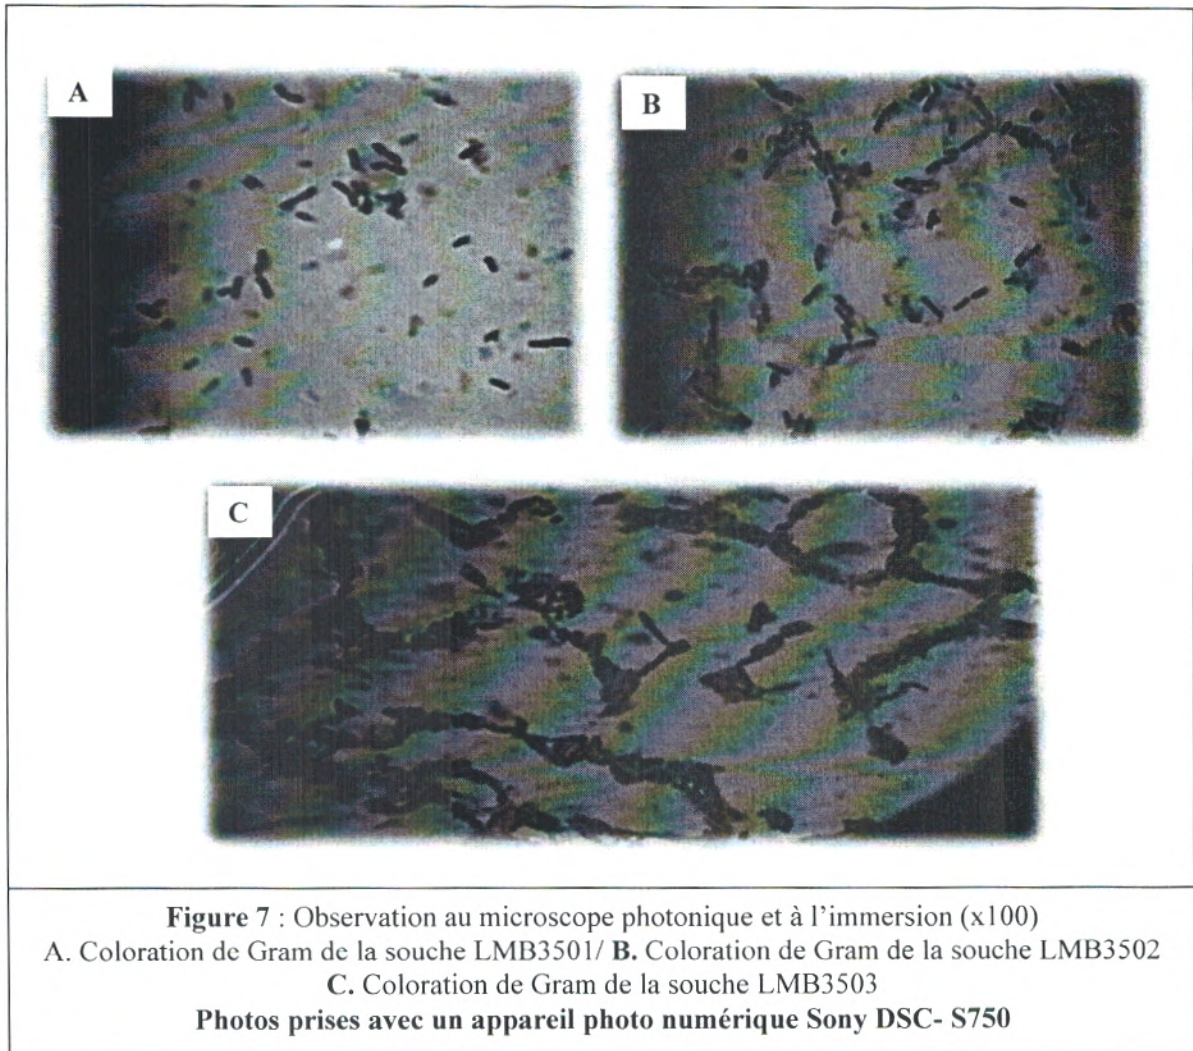 A
B
C
Figure 7 : Observation au microscope photonique et à l'immersion (x100)
A. Coloration de Gram de la souche LMB3501/ B. Coloration de Gram de la souche LMB3502
C. Coloration de Gram de la souche LMB3503
Photos prises avec un appareil photo numérique Sony DSC- S750